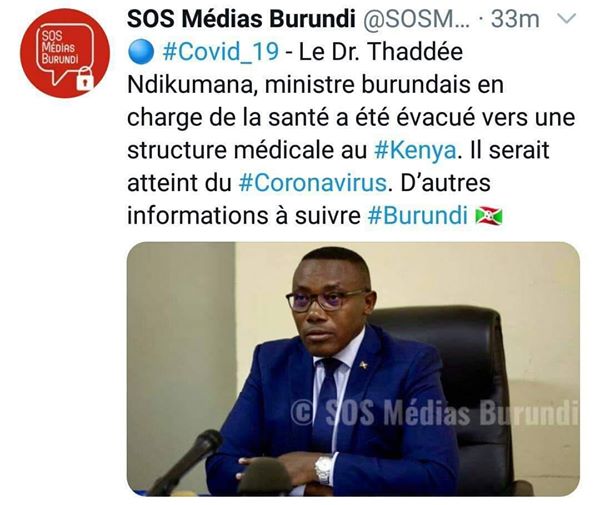 SOS
MÉDIAS
BURUNDI
SOS Médias Burundi @SOSM... · 33m
#Covid_19 - Le Dr. Thaddée
Ndikumana, ministre burundais en
charge de la santé a été évacué vers une
structure médicale au #Kenya. Il serait
atteint du #Coronavirus. D’autres
informations à suivre #Burundi 🇧🇮
© SOS Médias Burundi